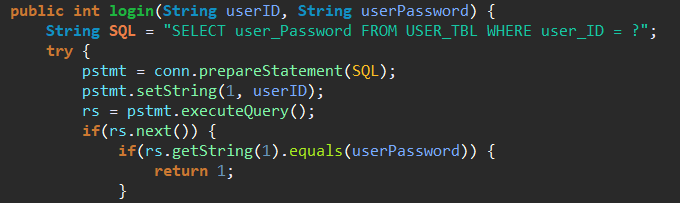 public int login(String userID, String userPassword) {
    String SQL = "SELECT user_Password FROM USER_TBL WHERE user_ID = ?";
    try {
        pstmt = conn.prepareStatement(SQL);
        pstmt.setString(1, userID);
        rs = pstmt.executeQuery();
        if(rs.next()) {
            if(rs.getString(1).equals(userPassword)) {
                return 1;
            }